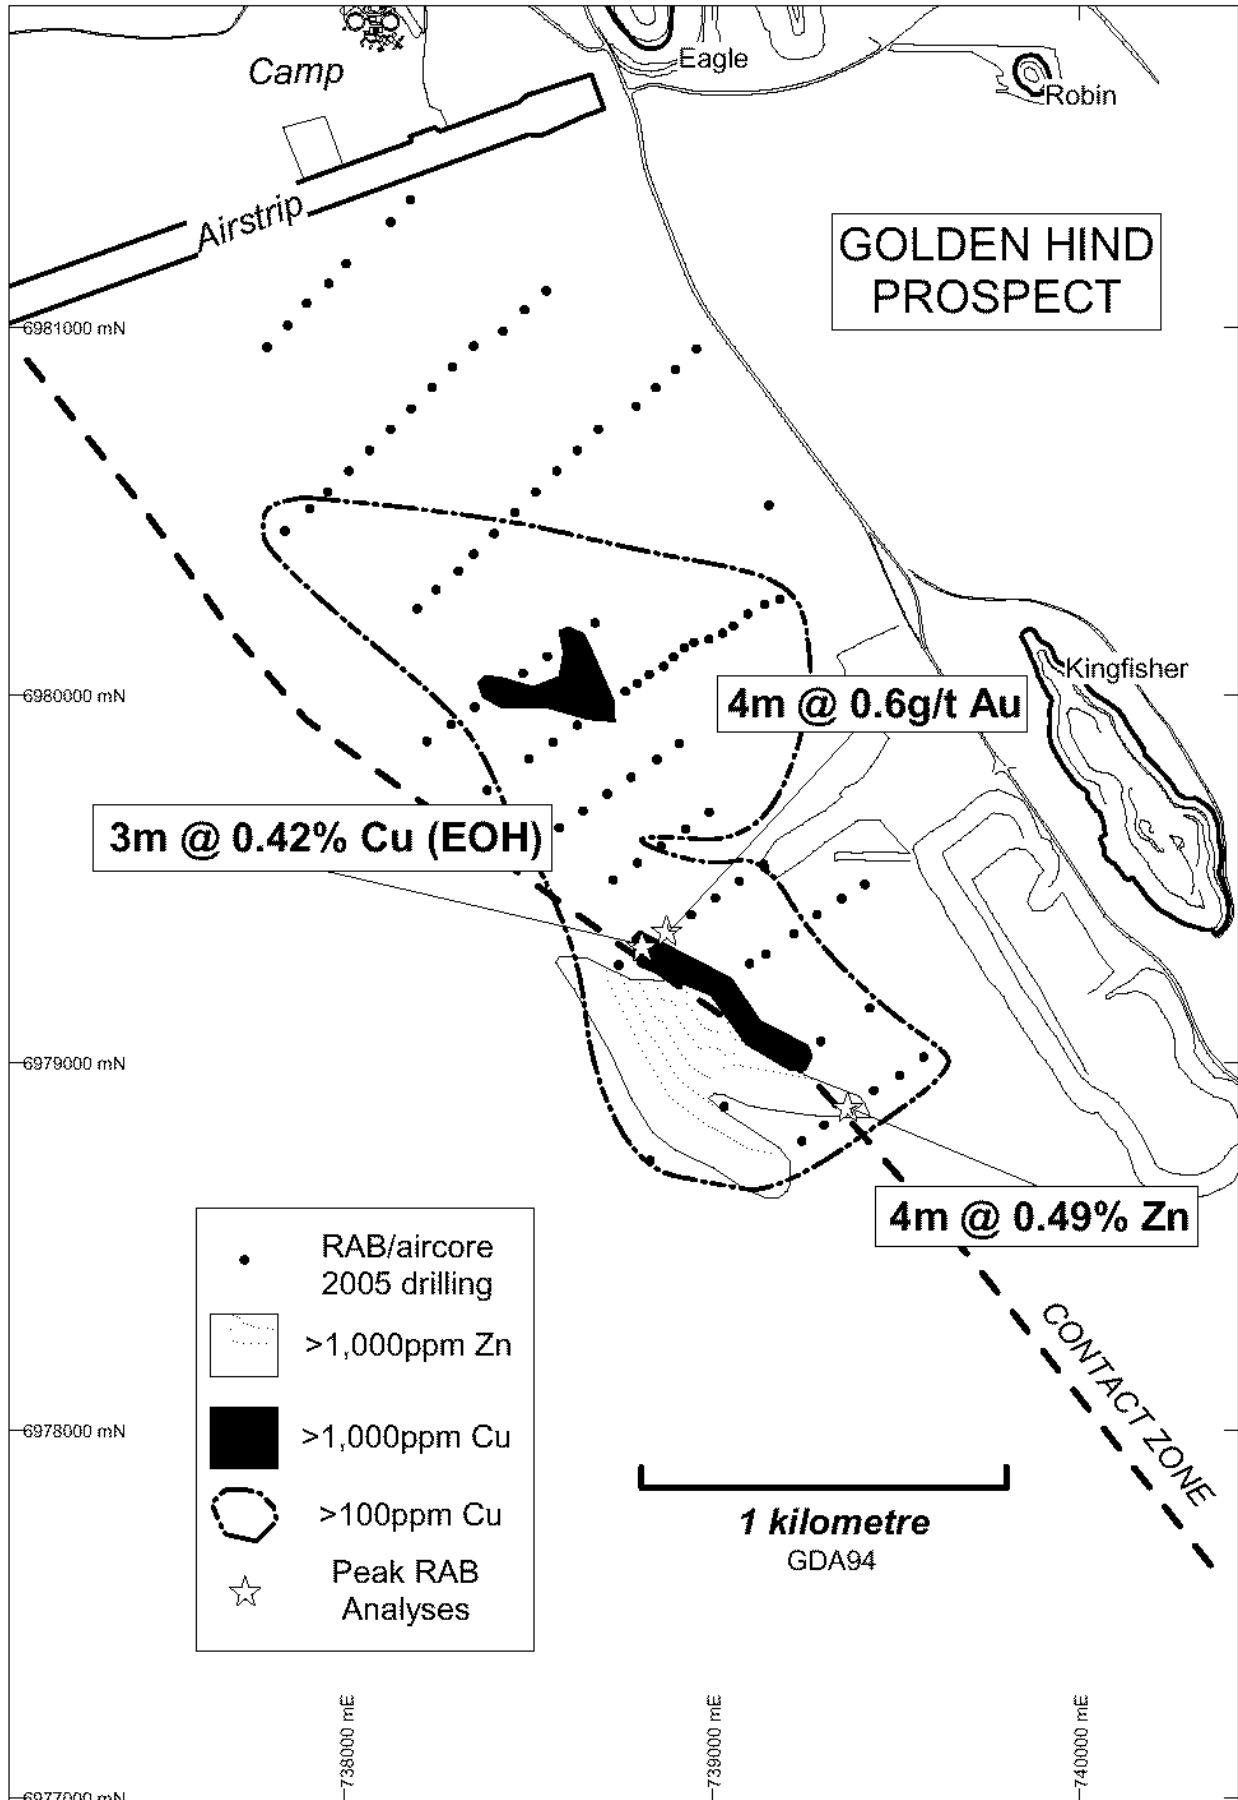 Camp
Eagle
Robin
Airstrip
GOLDEN HIND
PROSPECT
6981000 mN
Kingfisher
6980000 mN
4m @ 0.6g/t Au
3m @ 0.42% Cu (EOH)
6979000 mN
4m @ 0.49% Zn
RAB/aircore
2005 drilling
>1,000ppm Zn
>1,000ppm Cu
>100ppm Cu
Peak RAB
Analyses
CONTACT ZONE
6978000 mN
1 kilometre
GDA94
738000 mE
739000 mE
740000 mE
6977000 mN